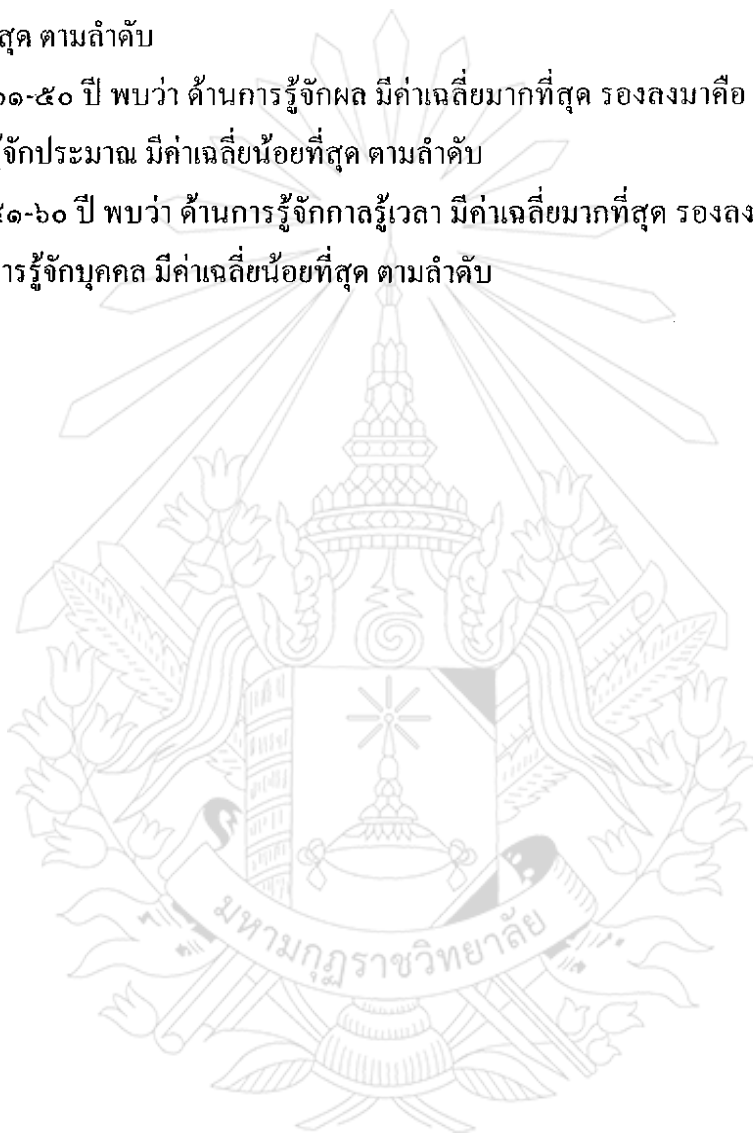 สุด ตามลำดับ
๑-๕๐ ปี พบว่า ด้านการรู้จักผล มีค่าเฉลี่ยมากที่สุด รองลงมาคือ
รู้จักประมาณ มีค่าเฉลี่ยน้อยที่สุด ตามลำดับ
๕๑-๖๐ ปี พบว่า ด้านการรู้จักกาลรู้เวลา มีค่าเฉลี่ยมากที่สุด รองลง
การรู้จักบุคคล มีค่าเฉลี่ยน้อยที่สุด ตามลำดับ
มหามกุฏราชวิทยาลัย